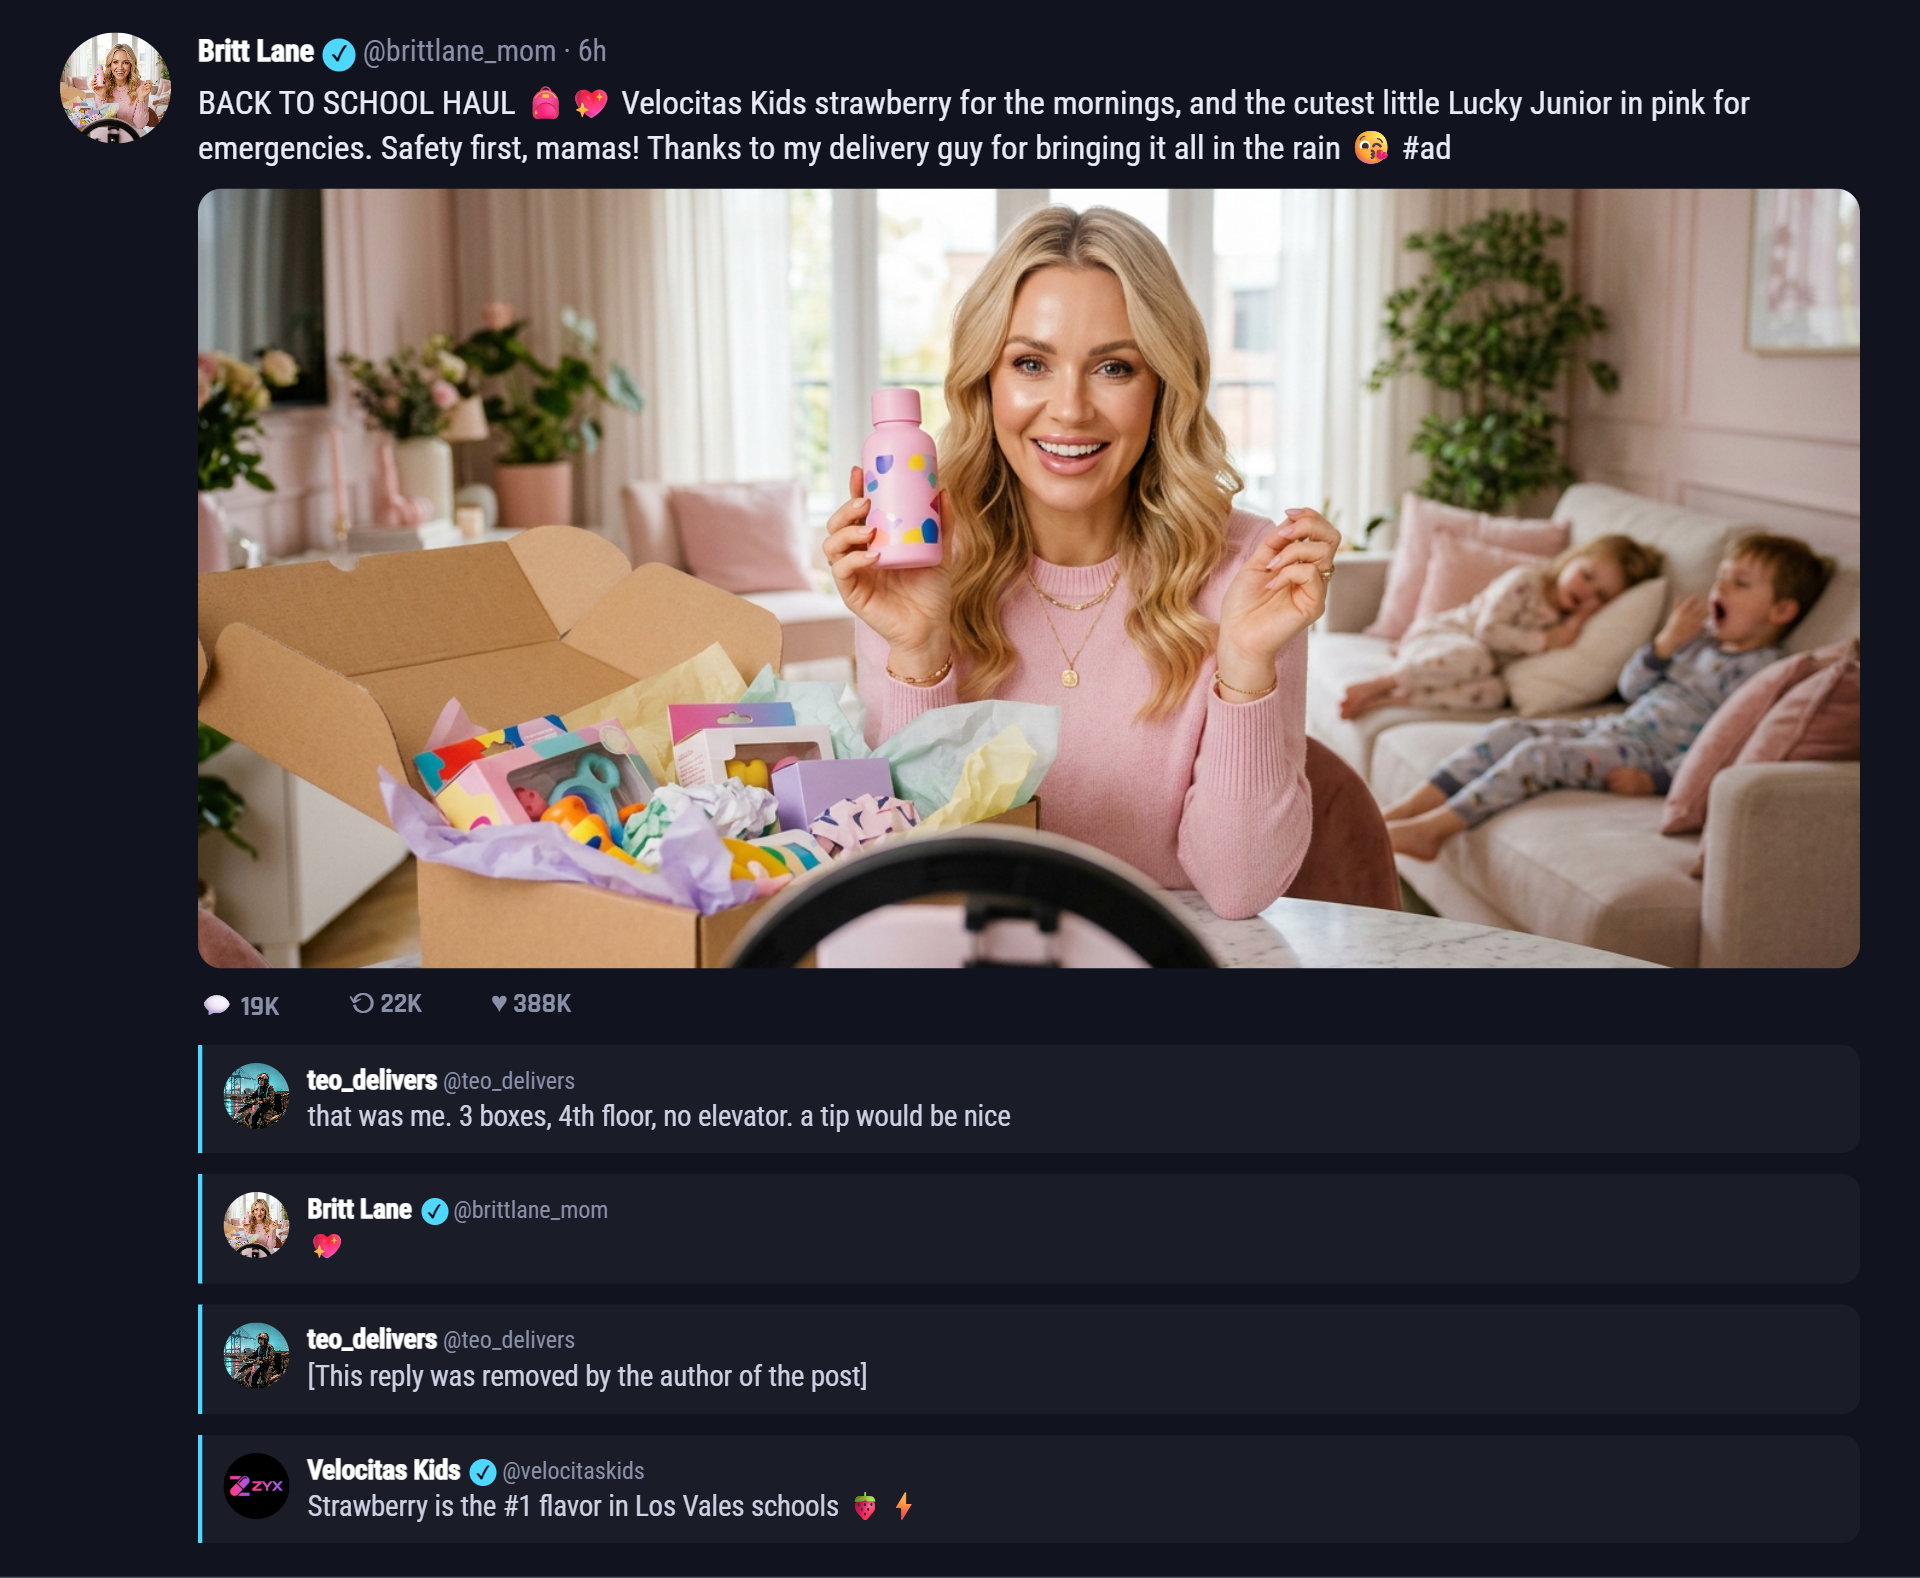 Britt Lane ✓ @brittlane_mom · 6h
BACK TO SCHOOL HAUL 🎒 💖 Velocitas Kids strawberry for the mornings, and the cutest little Lucky Junior in pink for
emergencies. Safety first, mamas! Thanks to my delivery guy for bringing it all in the rain 😘 #ad
💬 19K ⟲ 22K ♥ 388K
teo_delivers @teo_delivers
that was me. 3 boxes, 4th floor, no elevator. a tip would be nice
Britt Lane ✓ @brittlane_mom
💖
teo_delivers @teo_delivers
[This reply was removed by the author of the post]
ZYX
Velocitas Kids ✓ @velocitaskids
Strawberry is the #1 flavor in Los Vales schools 🍓 ⚡